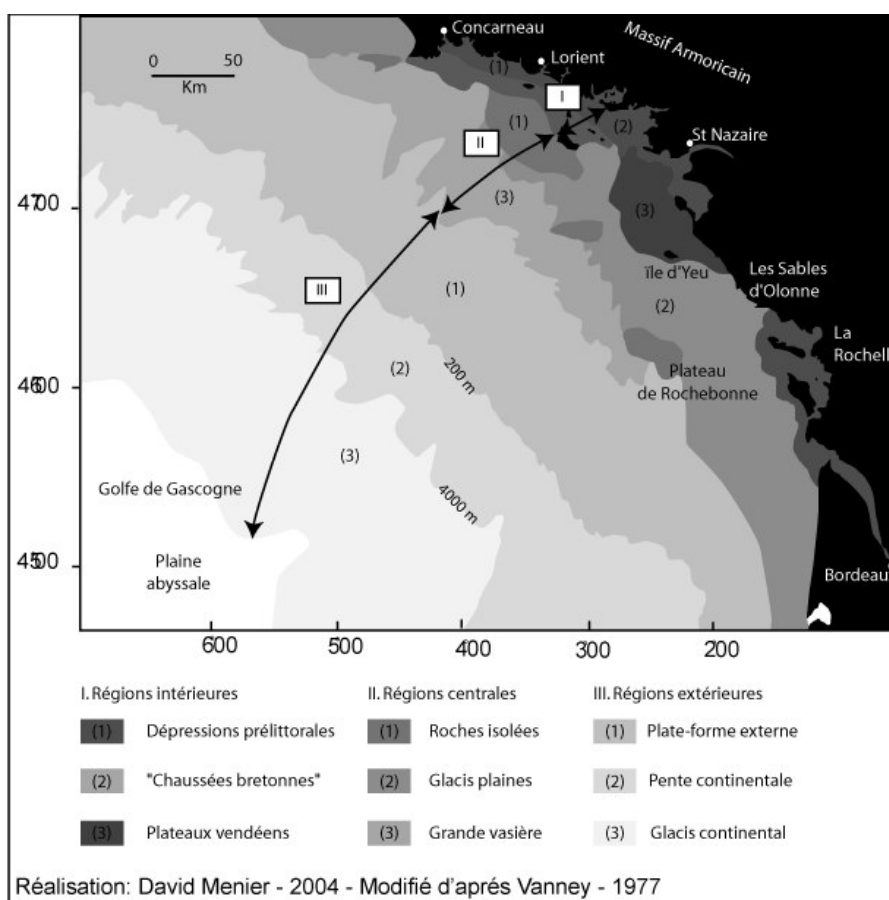 Concarneau
Massif Armoricain
0 50
Km
Lorient
(1)
I
(1)
(2)
II
St Nazaire
4700
(3)
(3)
île d'Yeu
Les Sables
d'Olonne
III
(1)
(2)
La
Rochell
200 m
(2)
Plateau
de Rochebonne
4600
(3)
4000 m
Golfe de Gascogne
Plaine
abyssale
4500
Bordeau
600 500 400 300 200
I. Régions intérieures
(1) Dépressions prélittorales
(2) "Chaussées bretonnes"
(3) Plateaux vendéens
II. Régions centrales
(1) Roches isolées
(2) Glacis plaines
(3) Grande vasière
III. Régions extérieures
(1) Plate-forme externe
(2) Pente continentale
(3) Glacis continental
Réalisation: David Menier - 2004 - Modifié d'aprés Vanney - 1977